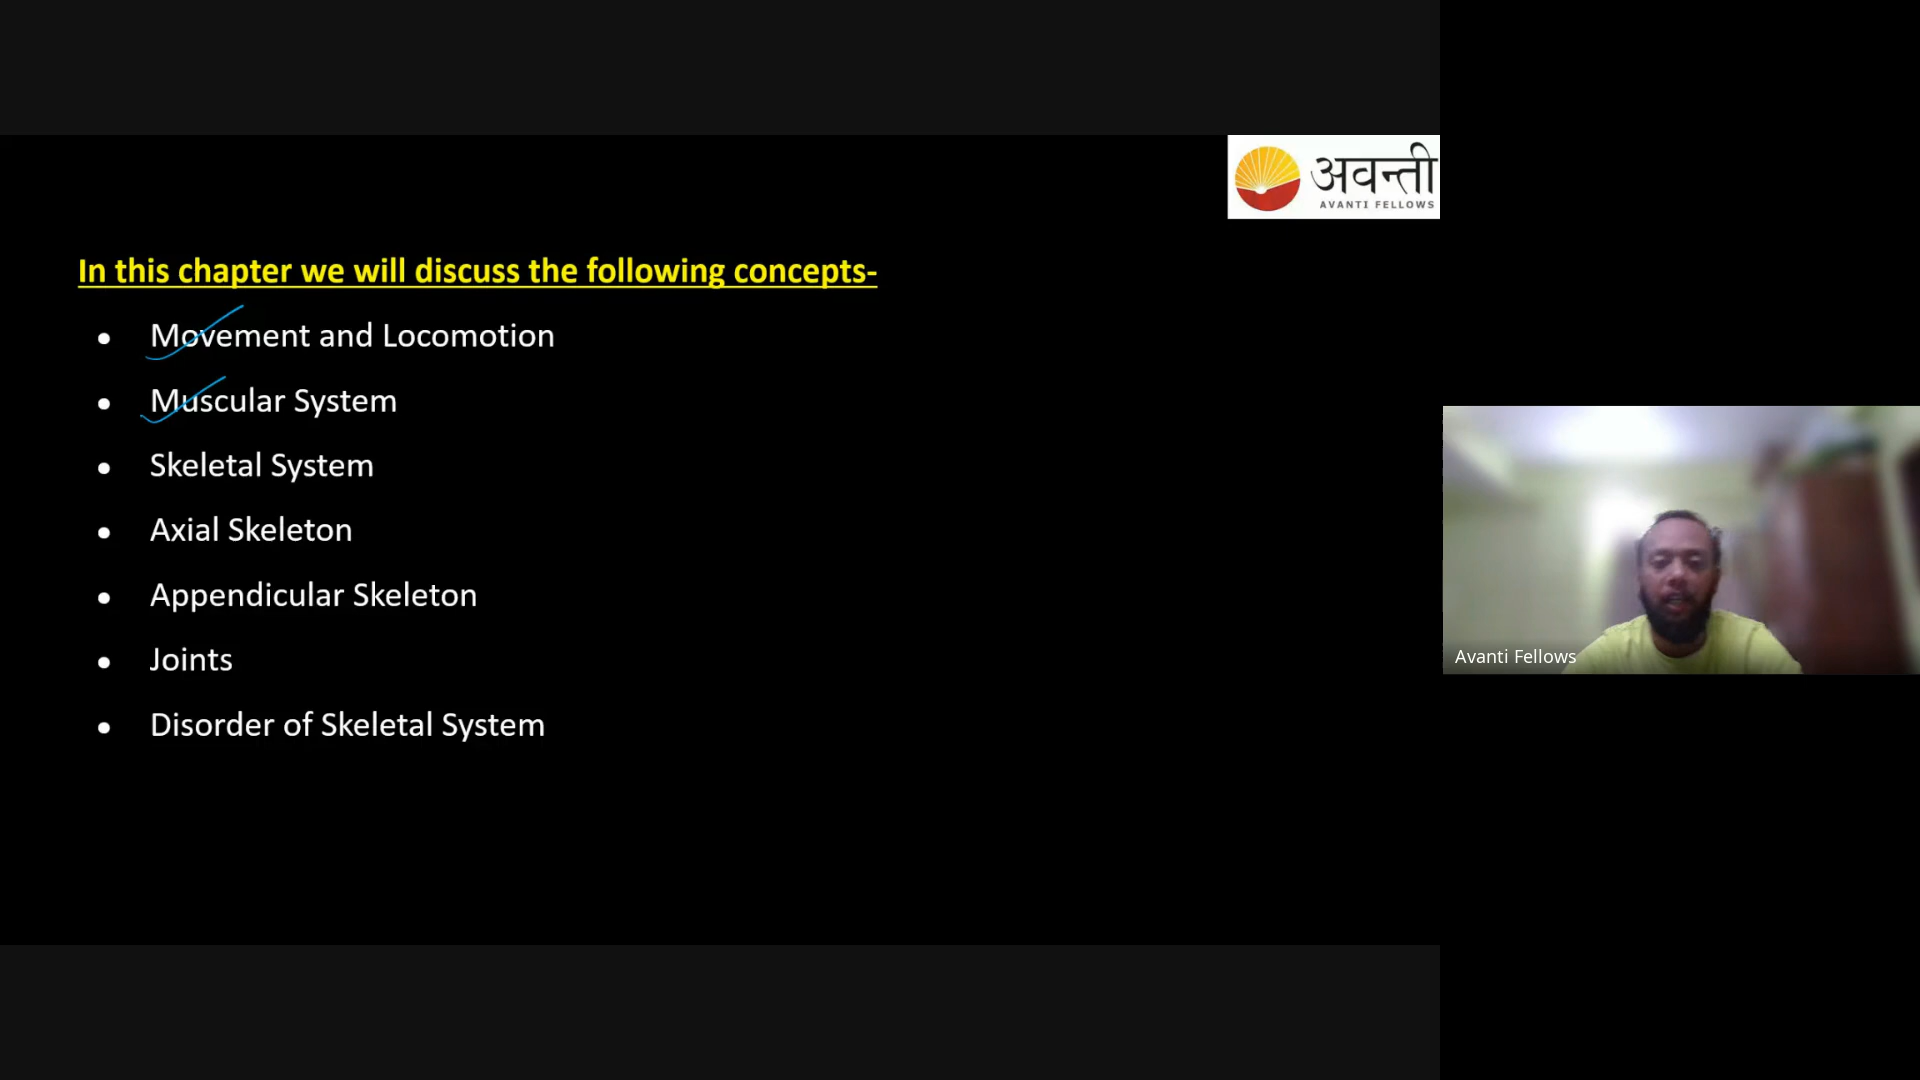 अवन्ती
AVANTI FELLOWS
In this chapter we will discuss the following concepts-
● Movement and Locomotion
● Muscular System
● Skeletal System
● Axial Skeleton
● Appendicular Skeleton
● Joints
● Disorder of Skeletal System
Avanti Fellows